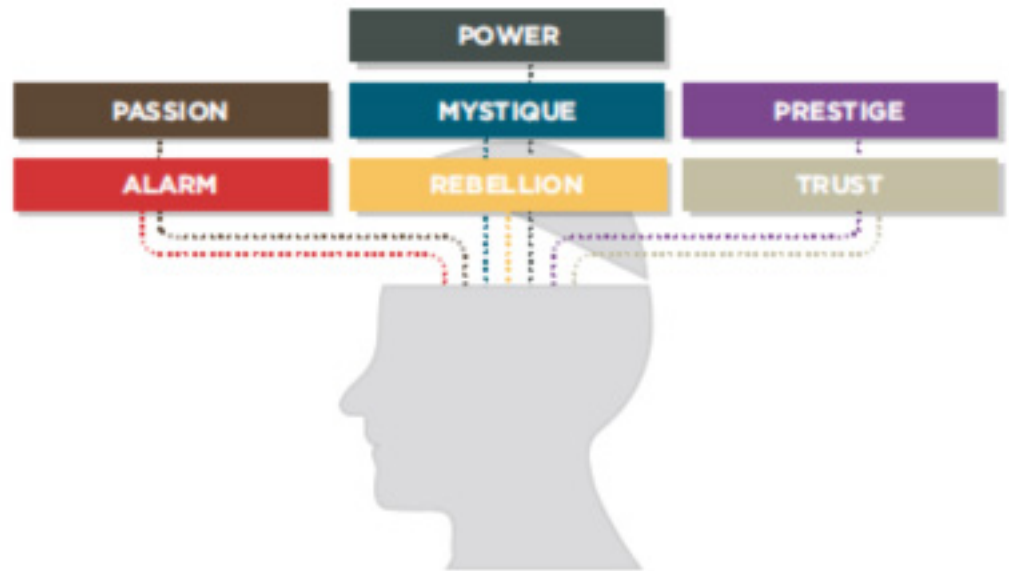 POWER
PASSION
MYSTIQUE
PRESTIGE
ALARM
REBELLION
TRUST